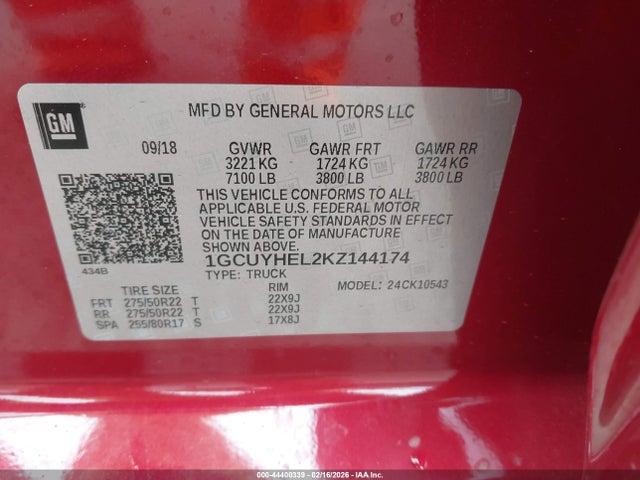 GM
MFD BY GENERAL MOTORS LLC
09/18 GVWR GAWR FRT GAWR RR
3221 KG 1724 KG 1724 KG
7100 LB 3800 LB 3800 LB
THIS VEHICLE CONFORMS TO ALL
APPLICABLE U.S. FEDERAL MOTOR
VEHICLE SAFETY STANDARDS IN EFFECT
ON THE DATE OF MANUFACTURE
SHOWN ABOVE.
434B
1GCUYHEL2KZ144174
TYPE: TRUCK
MODEL: 24CK10543
TIRE SIZE RIM
FRT 275/50R22 T 22X9J
RR 275/50R22 T 22X9J
SPA 255/80R17 S 17X8J
000-44400339 - 02/16/2026 - IAA Inc.